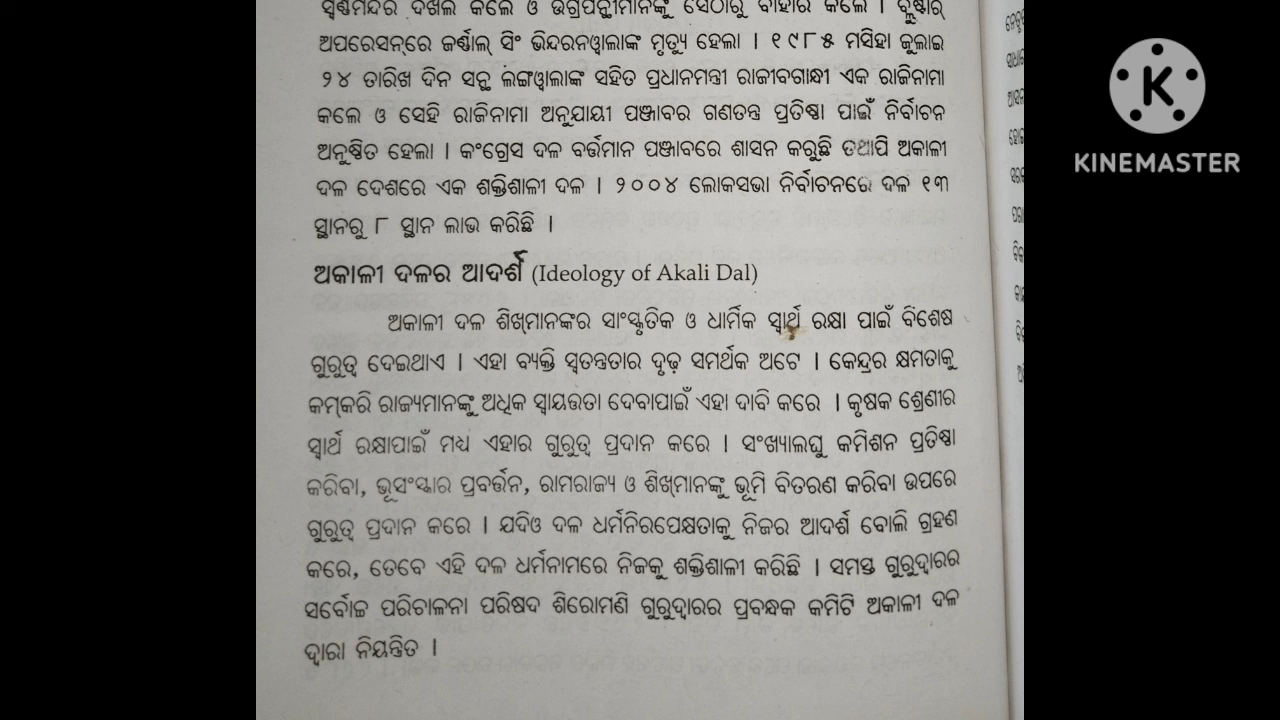 ସ୍ୱର୍ଣ୍ଣମନ୍ଦିର ଦଖଲ କଲେ ଓ ଉଗ୍ରପନ୍ଥୀମାନଙ୍କୁ ସେଠାରୁ ବାହାର କଲେ । ବ୍ଲୁଷ୍ଟାର୍
ଅପରେସନ୍‌ରେ ଜର୍ଣ୍ଣାଲ୍ ସିଂ ଭିନ୍ଦରନୱାଲାଙ୍କ ମୃତ୍ୟୁ ହେଲା । ୧୯୮୫ ମସିହା ଜୁଲାଇ
୨୪ ତାରିଖ ଦିନ ସନ୍ଥ ଲଙ୍ଗୱାଲାଙ୍କ ସହିତ ପ୍ରଧାନମନ୍ତ୍ରୀ ରାଜୀବଗାନ୍ଧୀ ଏକ ରାଜିନାମା
କଲେ ଓ ସେହି ରାଜିନାମା ଅନୁଯାୟୀ ପଞ୍ଜାବର ଗଣତନ୍ତ୍ର ପ୍ରତିଷ୍ଠା ପାଇଁ ନିର୍ବାଚନ
ଅନୁଷ୍ଠିତ ହେଲା । କଂଗ୍ରେସ ଦଳ ବର୍ତ୍ତମାନ ପଞ୍ଜାବରେ ଶାସନ କରୁଛି ତଥାପି ଅକାଳୀ
ଦଳ ଦେଶରେ ଏକ ଶକ୍ତିଶାଳୀ ଦଳ । ୨୦୦୪ ଲୋକସଭା ନିର୍ବାଚନରେ ଦଳ ୧୩
ସ୍ଥାନରୁ ୮ ସ୍ଥାନ ଲାଭ କରିଛି ।
ଅକାଳୀ ଦଳର ଆଦର୍ଶ (Ideology of Akali Dal)
ଅକାଳୀ ଦଳ ଶିଖ୍‌ମାନଙ୍କର ସାଂସ୍କୃତିକ ଓ ଧାର୍ମିକ ସ୍ୱାର୍ଥ ରକ୍ଷା ପାଇଁ ବିଶେଷ
ଗୁରୁତ୍ୱ ଦେଇଥାଏ । ଏହା ବ୍ୟକ୍ତି ସ୍ୱତନ୍ତ୍ରତାର ଦୃଢ଼ ସମର୍ଥକ ଅଟେ । କେନ୍ଦ୍ରର କ୍ଷମତାକୁ
କମ୍‌କରି ରାଜ୍ୟମାନଙ୍କୁ ଅଧିକ ସ୍ୱାୟତ୍ତତା ଦେବାପାଇଁ ଏହା ଦାବି କରେ । କୃଷକ ଶ୍ରେଣୀର
ସ୍ୱାର୍ଥ ରକ୍ଷାପାଇଁ ମଧ୍ୟ ଏହାର ଗୁରୁତ୍ୱ ପ୍ରଦାନ କରେ । ସଂଖ୍ୟାଲଘୁ କମିଶନ ପ୍ରତିଷ୍ଠା
କରିବା, ଭୂସଂସ୍କାର ପ୍ରବର୍ତ୍ତନ, ରାମରାଜ୍ୟ ଓ ଶିଖ୍‌ମାନଙ୍କୁ ଭୂମି ବିତରଣ କରିବା ଉପରେ
ଗୁରୁତ୍ୱ ପ୍ରଦାନ କରେ । ଯଦିଓ ଦଳ ଧର୍ମନିରପେକ୍ଷତାକୁ ନିଜର ଆଦର୍ଶ ବୋଲି ଗ୍ରହଣ
କରେ, ତେବେ ଏହି ଦଳ ଧର୍ମନାମରେ ନିଜକୁ ଶକ୍ତିଶାଳୀ କରିଛି । ସମସ୍ତ ଗୁରୁଦ୍ୱାରର
ସର୍ବୋଚ୍ଚ ପରିଚାଳନା ପରିଷଦ ଶିରୋମଣି ଗୁରୁଦ୍ୱାରର ପ୍ରବନ୍ଧକ କମିଟି ଅକାଳୀ ଦଳ
ଦ୍ୱାରା ନିୟନ୍ତ୍ରିତ ।
K
KINEMASTER